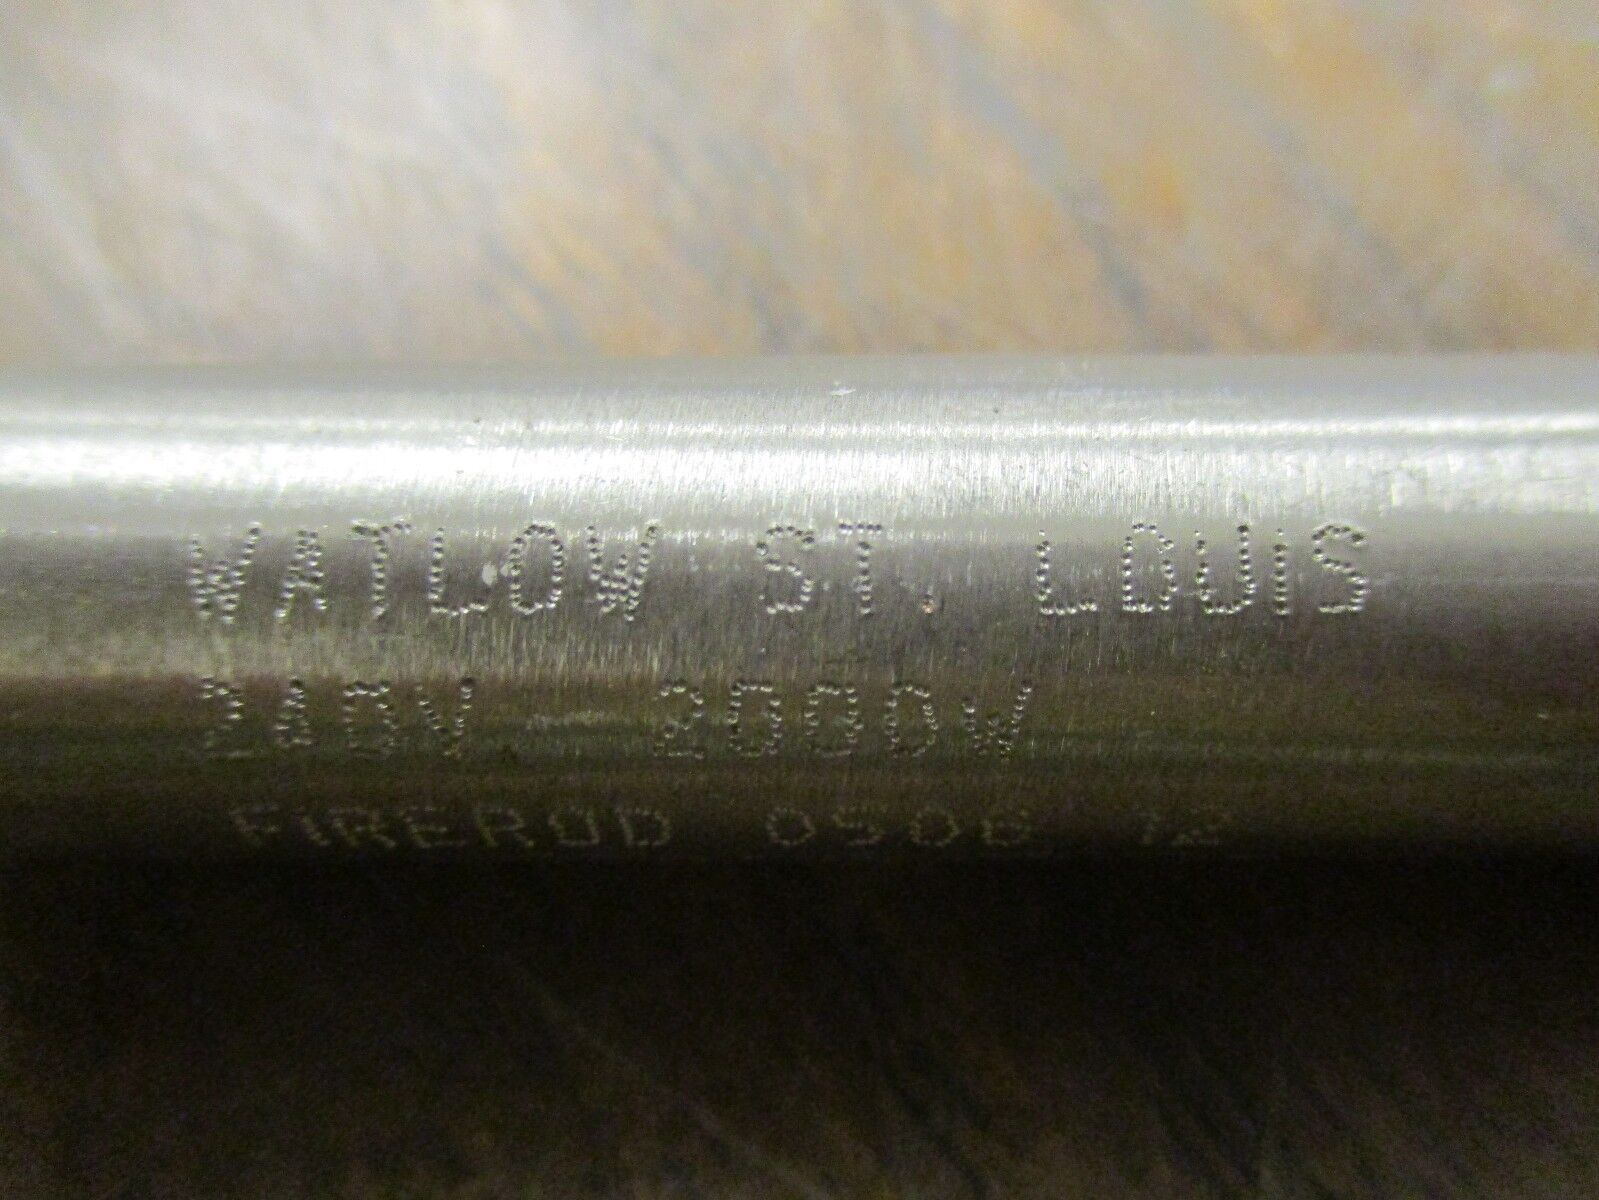 WATLOW ST. LOUIS
240V 2000W
FIREROD 0506 12